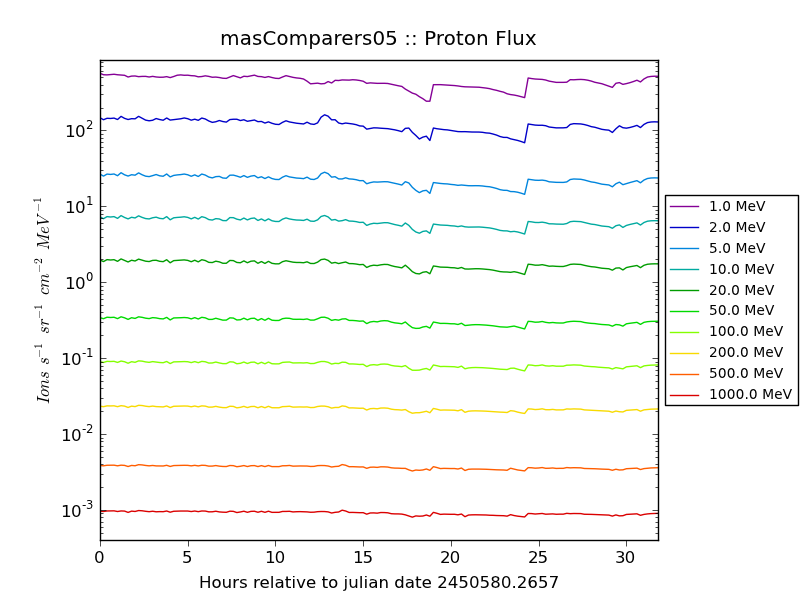 masComparers05 :: Proton Flux
Ions s⁻¹ sr⁻¹ cm⁻² MeV⁻¹
10²
10¹
10⁰
10⁻¹
10⁻²
10⁻³
0 5 10 15 20 25 30
Hours relative to julian date 2450580.2657
1.0 MeV
2.0 MeV
5.0 MeV
10.0 MeV
20.0 MeV
50.0 MeV
100.0 MeV
200.0 MeV
500.0 MeV
1000.0 MeV